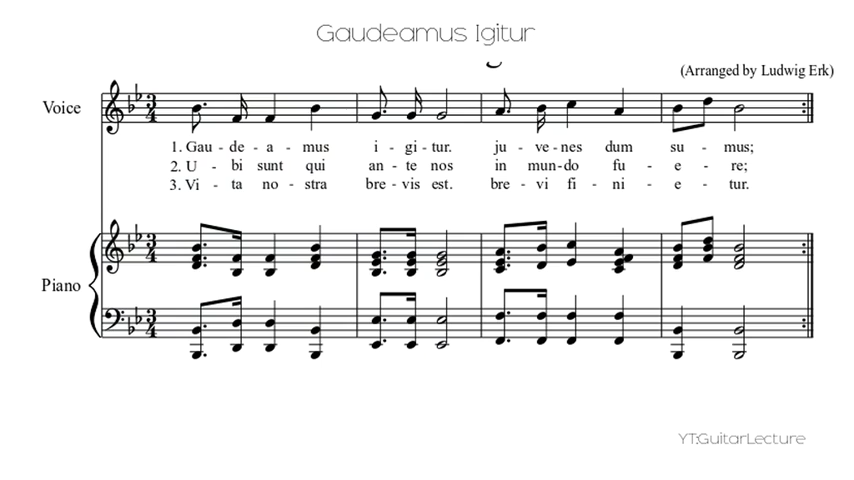 Gaudeamus Igitur
(Arranged by Ludwig Erk)
Voice
1. Gau - de - a - mus i - gi - tur. ju - ve - nes dum su - mus;
2. U - bi sunt qui an - te nos in mun - do fu - e - re;
3. Vi - ta no - stra bre - vis est. bre - vi fi - ni - e - tur.
Piano
YT:GuitarLecture